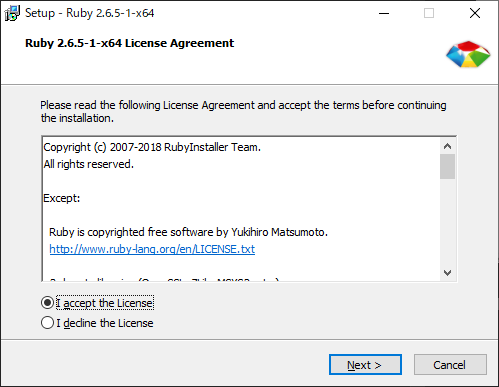 Setup - Ruby 2.6.5-1-x64
Ruby 2.6.5-1-x64 License Agreement
Please read the following License Agreement and accept the terms before continuing
the installation.
Copyright (c) 2007-2018 RubyInstaller Team.
All rights reserved.
Except:
Ruby is copyrighted free software by Yukihiro Matsumoto.
http://www.ruby-lang.org/en/LICENSE.txt
I accept the License
I decline the License
Next >
Cancel